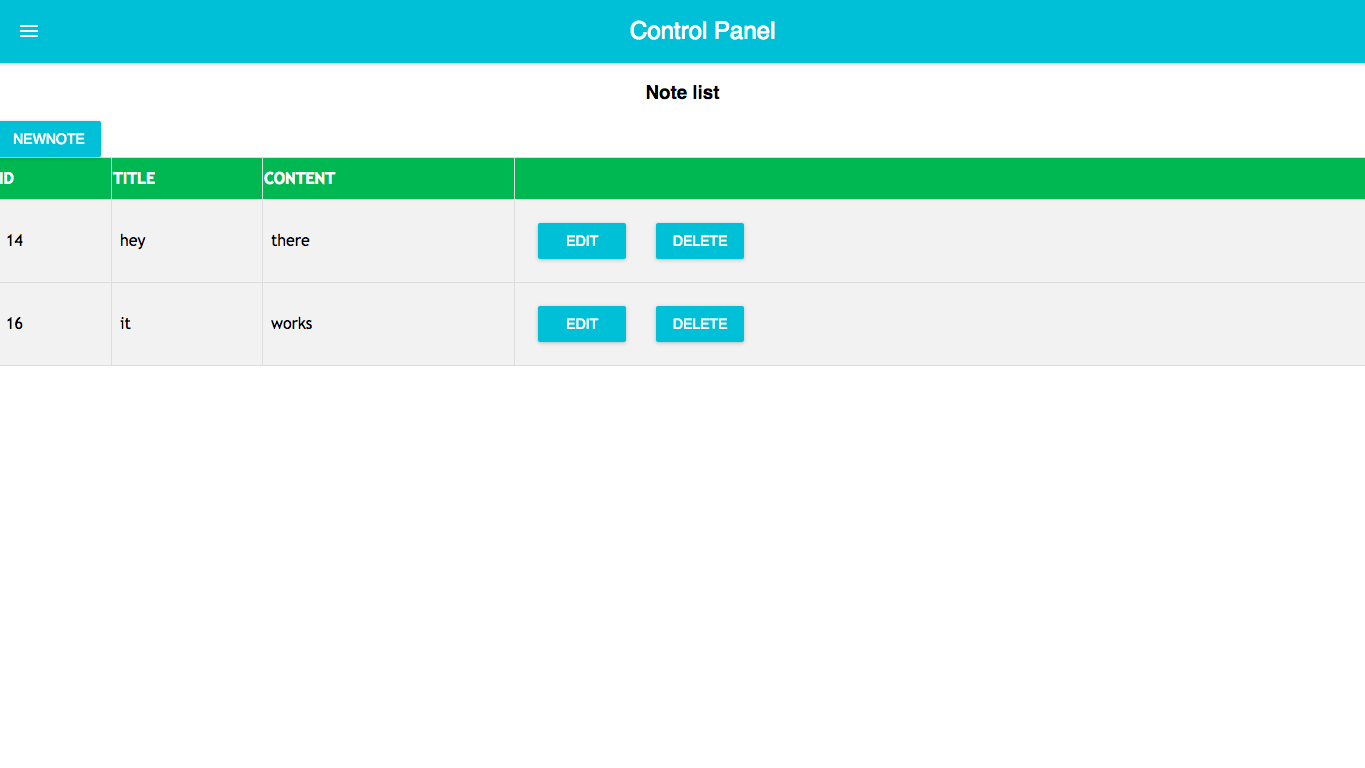 Control Panel
Note list
NEWNOTE
ID TITLE CONTENT
14 hey there EDIT DELETE
16 it works EDIT DELETE